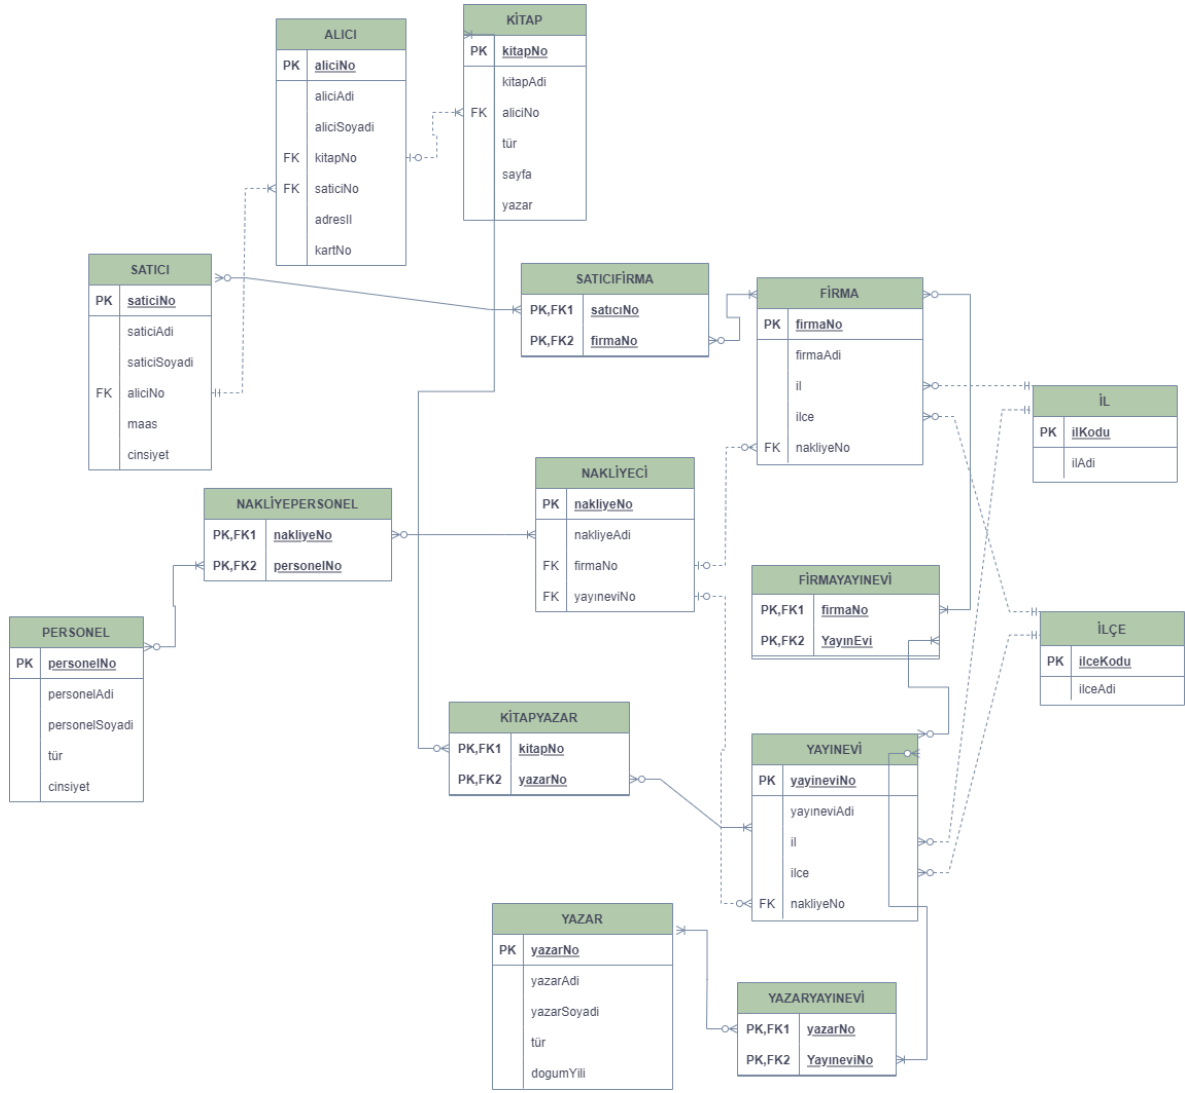 KİTAP
PK kitapNo
kitapAdi
FK aliciNo
tür
sayfa
yazar
ALICI
PK aliciNo
aliciAdi
aliciSoyadi
FK kitapNo
FK saticiNo
adresIl
kartNo
SATICI
PK saticiNo
saticiAdi
saticiSoyadi
FK aliciNo
maas
cinsiyet
SATICIFİRMA
PK,FK1 satıcıNo
PK,FK2 firmaNo
FİRMA
PK firmaNo
firmaAdi
il
ilce
FK nakliyeNo
İL
PK ilKodu
ilAdi
NAKLİYECİ
PK nakliyeNo
nakliyeAdi
FK firmaNo
FK yayıneviNo
NAKLİYEPERSONEL
PK,FK1 nakliyeNo
PK,FK2 personelNo
FİRMAYAYINEVİ
PK,FK1 firmaNo
PK,FK2 YayınEvi
İLÇE
PK ilceKodu
ilceAdi
PERSONEL
PK personelNo
personelAdi
personelSoyadi
tür
cinsiyet
KİTAPYAZAR
PK,FK1 kitapNo
PK,FK2 yazarNo
YAYINEVİ
PK yayineviNo
yayıneviAdi
il
ilce
FK nakliyeNo
YAZAR
PK yazarNo
yazarAdi
yazarSoyadi
tür
dogumYili
YAZARYAYINEVİ
PK,FK1 yazarNo
PK,FK2 YayıneviNo